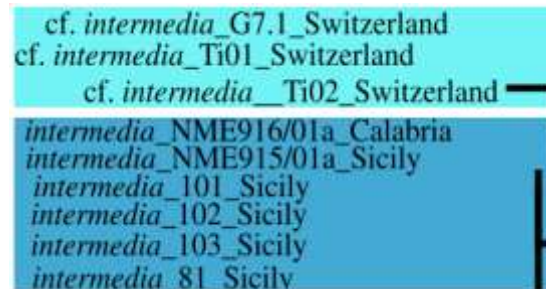 cf. intermedia_G7.1_Switzerland
cf. intermedia_Ti01_Switzerland
cf. intermedia__Ti02_Switzerland
intermedia_NME916/01a_Calabria
intermedia_NME915/01a_Sicily
intermedia_101_Sicily
intermedia_102_Sicily
intermedia_103_Sicily
intermedia_81_Sicily